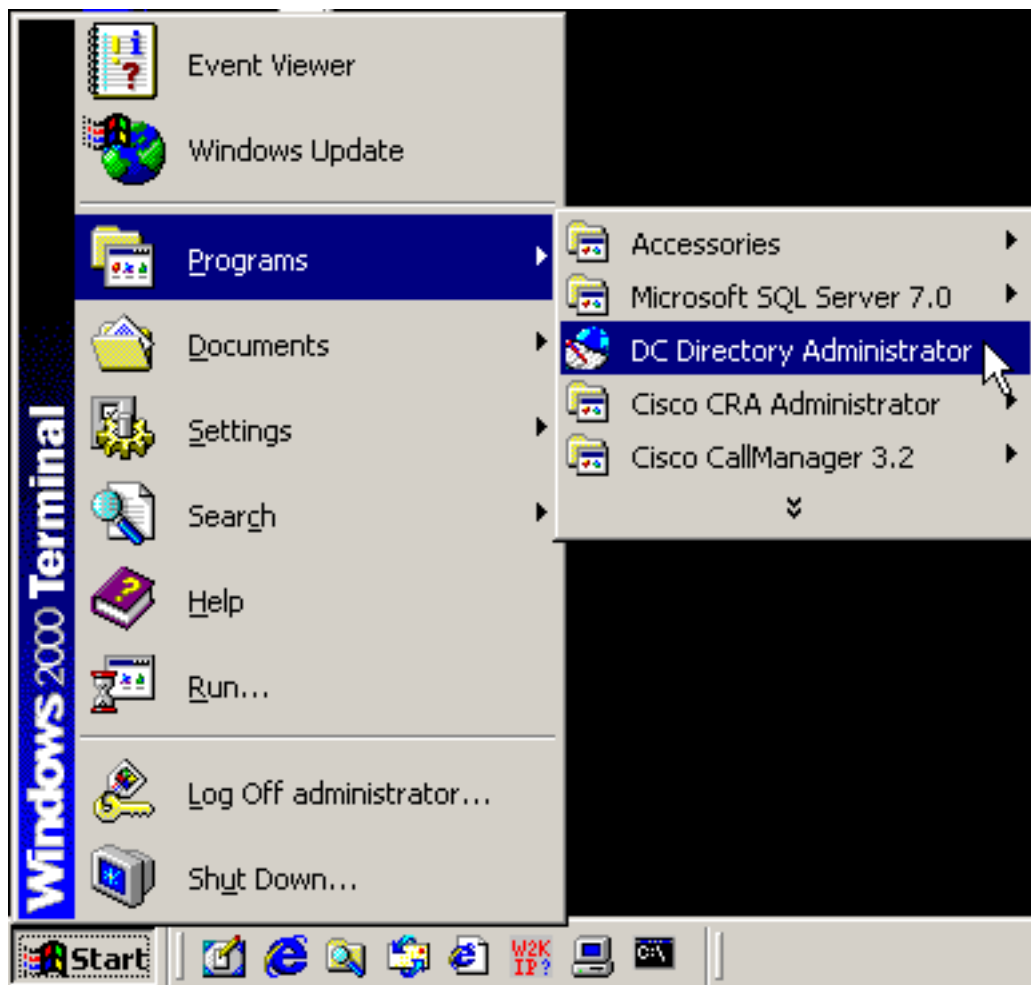 Event Viewer
Windows Update
Programs
Documents
Settings
Search
Help
Run...
Log Off administrator...
Shut Down...
Accessories
Microsoft SQL Server 7.0
DC Directory Administrator
Cisco CRA Administrator
Cisco CallManager 3.2
Windows 2000 Terminal
Start
W2K
IP?
C:\